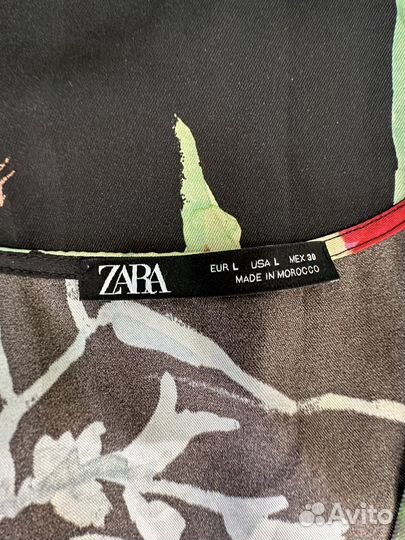 ZARA
EUR L USA L MEX 30
MADE IN MOROCCO
Avito